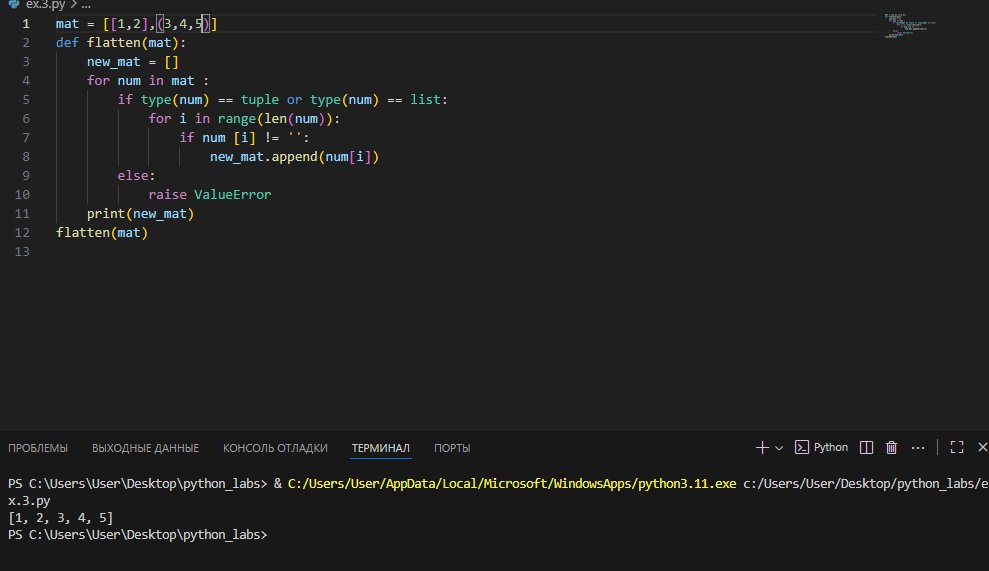 ex.3.py > ...
1 mat = [[1,2],(3,4,5)]
2 def flatten(mat):
3     new_mat = []
4     for num in mat :
5         if type(num) == tuple or type(num) == list:
6             for i in range(len(num)):
7                 if num [i] != '':
8                     new_mat.append(num[i])
9         else:
10             raise ValueError
11     print(new_mat)
12 flatten(mat)
13
ПРОБЛЕМЫ ВЫХОДНЫЕ ДАННЫЕ КОНСОЛЬ ОТЛАДКИ ТЕРМИНАЛ ПОРТЫ Python
PS C:\Users\User\Desktop\python_labs> & C:/Users/User/AppData/Local/Microsoft/WindowsApps/python3.11.exe c:/Users/User/Desktop/python_labs/e
x.3.py
[1, 2, 3, 4, 5]
PS C:\Users\User\Desktop\python_labs>